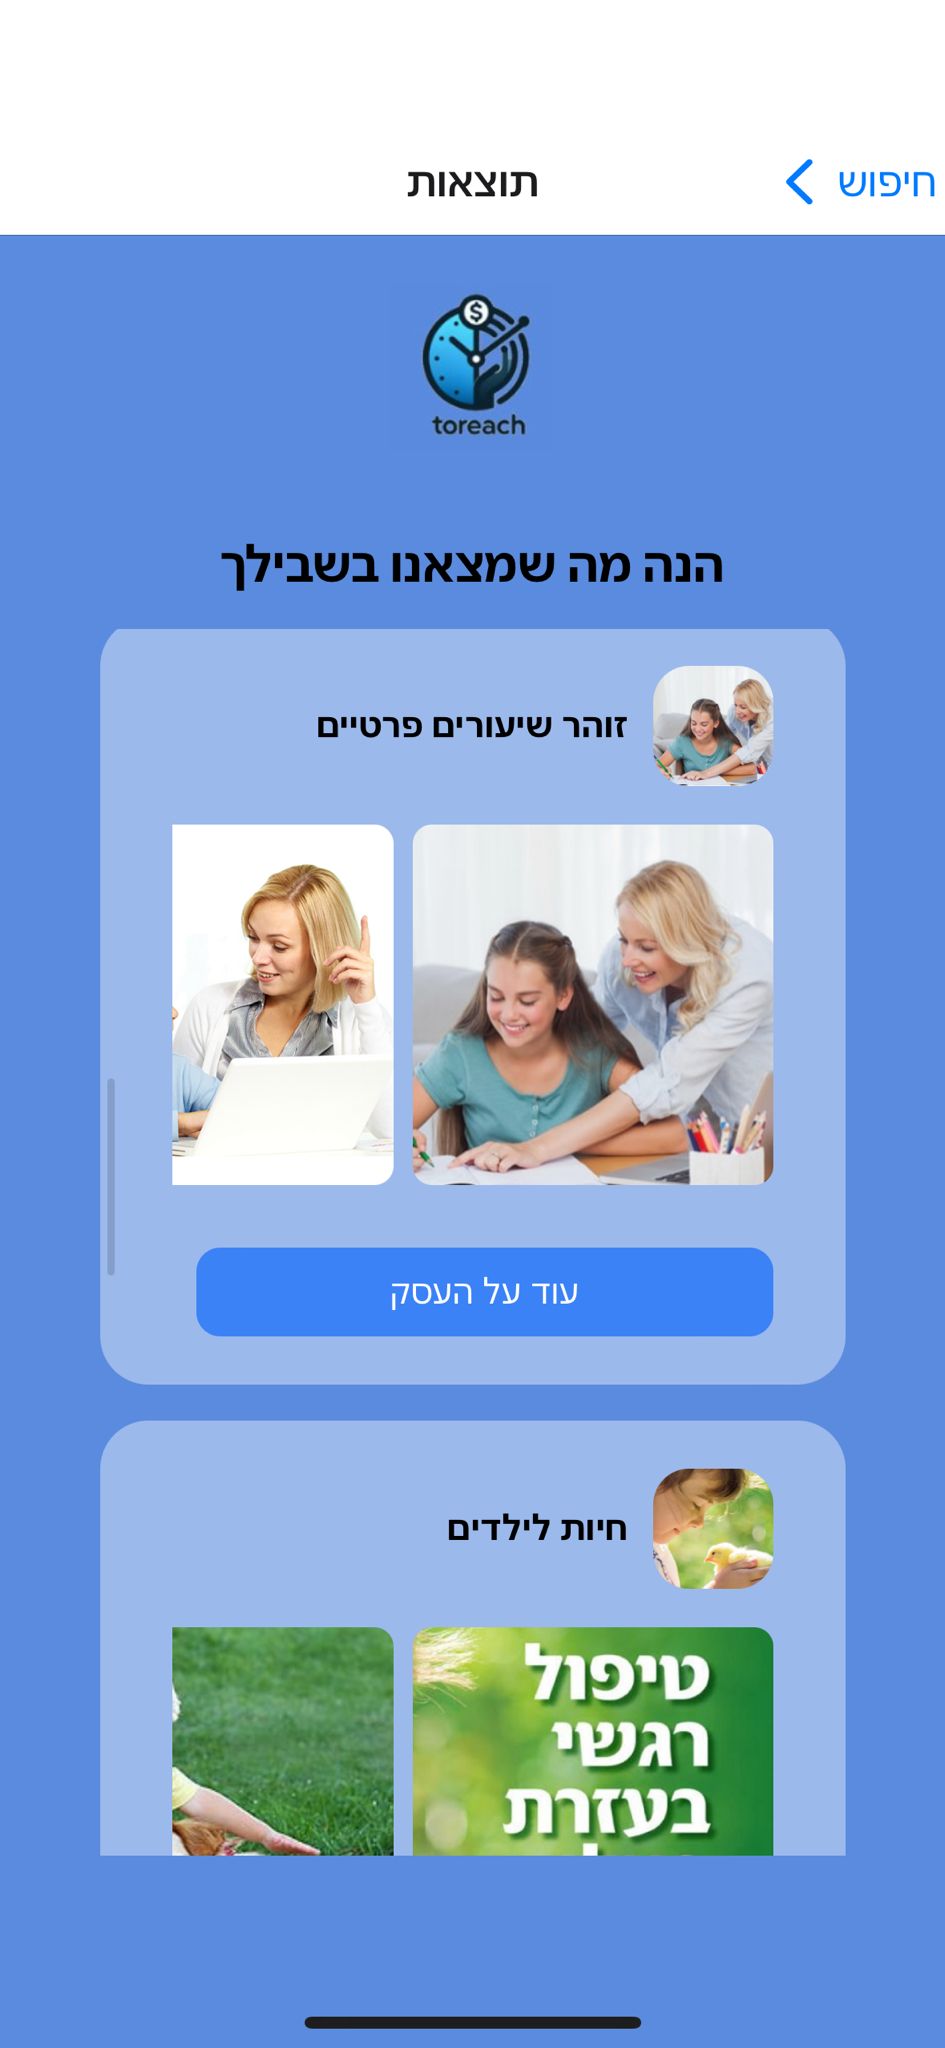 חיפוש
תוצאות
$
toreach
הנה מה שמצאנו בשבילך
זוהר שיעורים פרטיים
עוד על העסק
חיות לילדים
טיפול
רגשי
בעזרת